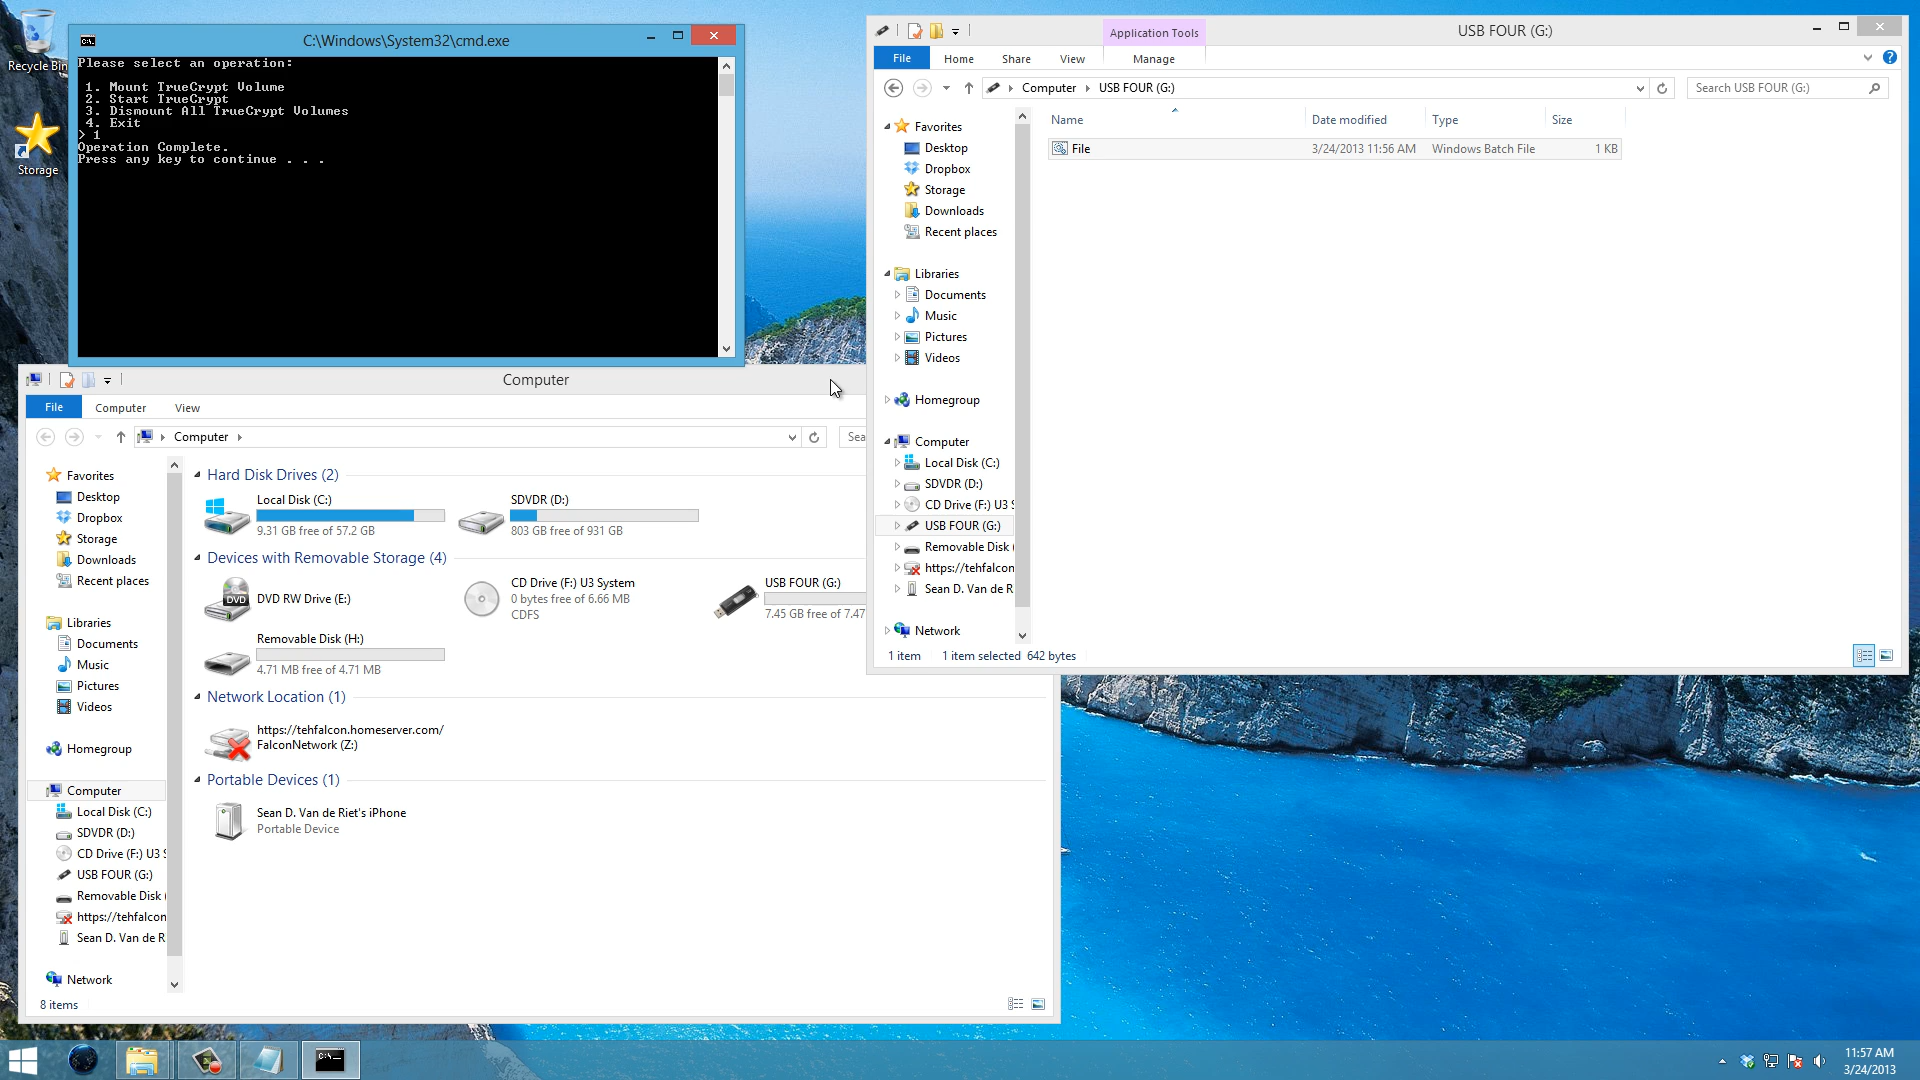 Recycle Bin
Storage
C:\Windows\System32\cmd.exe
Please select an operation:
1. Mount TrueCrypt Volume
2. Start TrueCrypt
3. Dismount All TrueCrypt Volumes
4. Exit
> 1
Operation Complete.
Press any key to continue . . .
Application Tools
USB FOUR (G:)
File Home Share View Manage
Computer USB FOUR (G:)
Search USB FOUR (G:)
Name Date modified Type Size
File 3/24/2013 11:56 AM Windows Batch File 1 KB
Favorites
Desktop
Dropbox
Storage
Downloads
Recent places
Libraries
Documents
Music
Pictures
Videos
Homegroup
Computer
Local Disk (C:)
SDVDR (D:)
CD Drive (F:) U3 S
USB FOUR (G:)
Removable Disk (
https://tehfalcon
Sean D. Van de R
Network
1 item 1 item selected 642 bytes
Computer
File Computer View
Computer
Sea
Favorites
Desktop
Dropbox
Storage
Downloads
Recent places
Libraries
Documents
Music
Pictures
Videos
Homegroup
Computer
Local Disk (C:)
SDVDR (D:)
CD Drive (F:) U3 S
USB FOUR (G:)
Removable Disk (
https://tehfalcon
Sean D. Van de R
Network
8 items
Hard Disk Drives (2)
Local Disk (C:)
9.31 GB free of 57.2 GB
SDVDR (D:)
803 GB free of 931 GB
Devices with Removable Storage (4)
DVD
DVD RW Drive (E:)
CD Drive (F:) U3 System
0 bytes free of 6.66 MB
CDFS
USB FOUR (G:)
7.45 GB free of 7.47
Removable Disk (H:)
4.71 MB free of 4.71 MB
Network Location (1)
https://tehfalcon.homeserver.com/
FalconNetwork (Z:)
Portable Devices (1)
Sean D. Van de Riet's iPhone
Portable Device
11:57 AM
3/24/2013